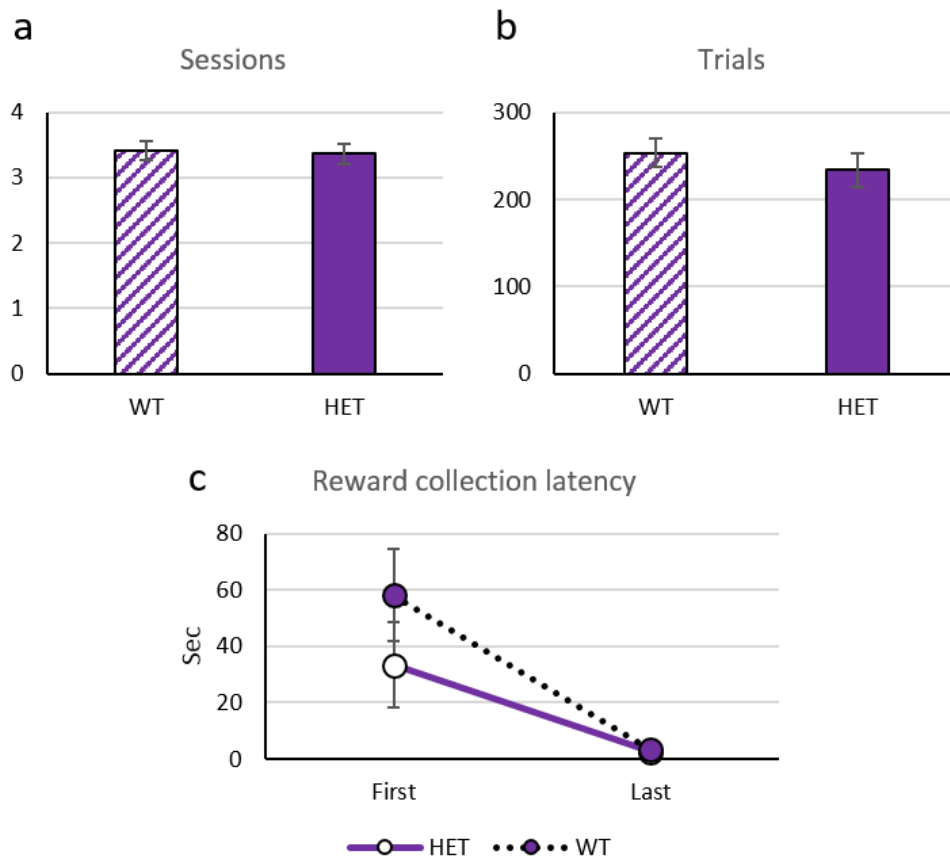 a
Sessions
4
3
2
1
0
WT HET
b
Trials
300
200
100
0
WT HET
c
Reward collection latency
80
60
40
20
0
Sec
First Last
HET WT